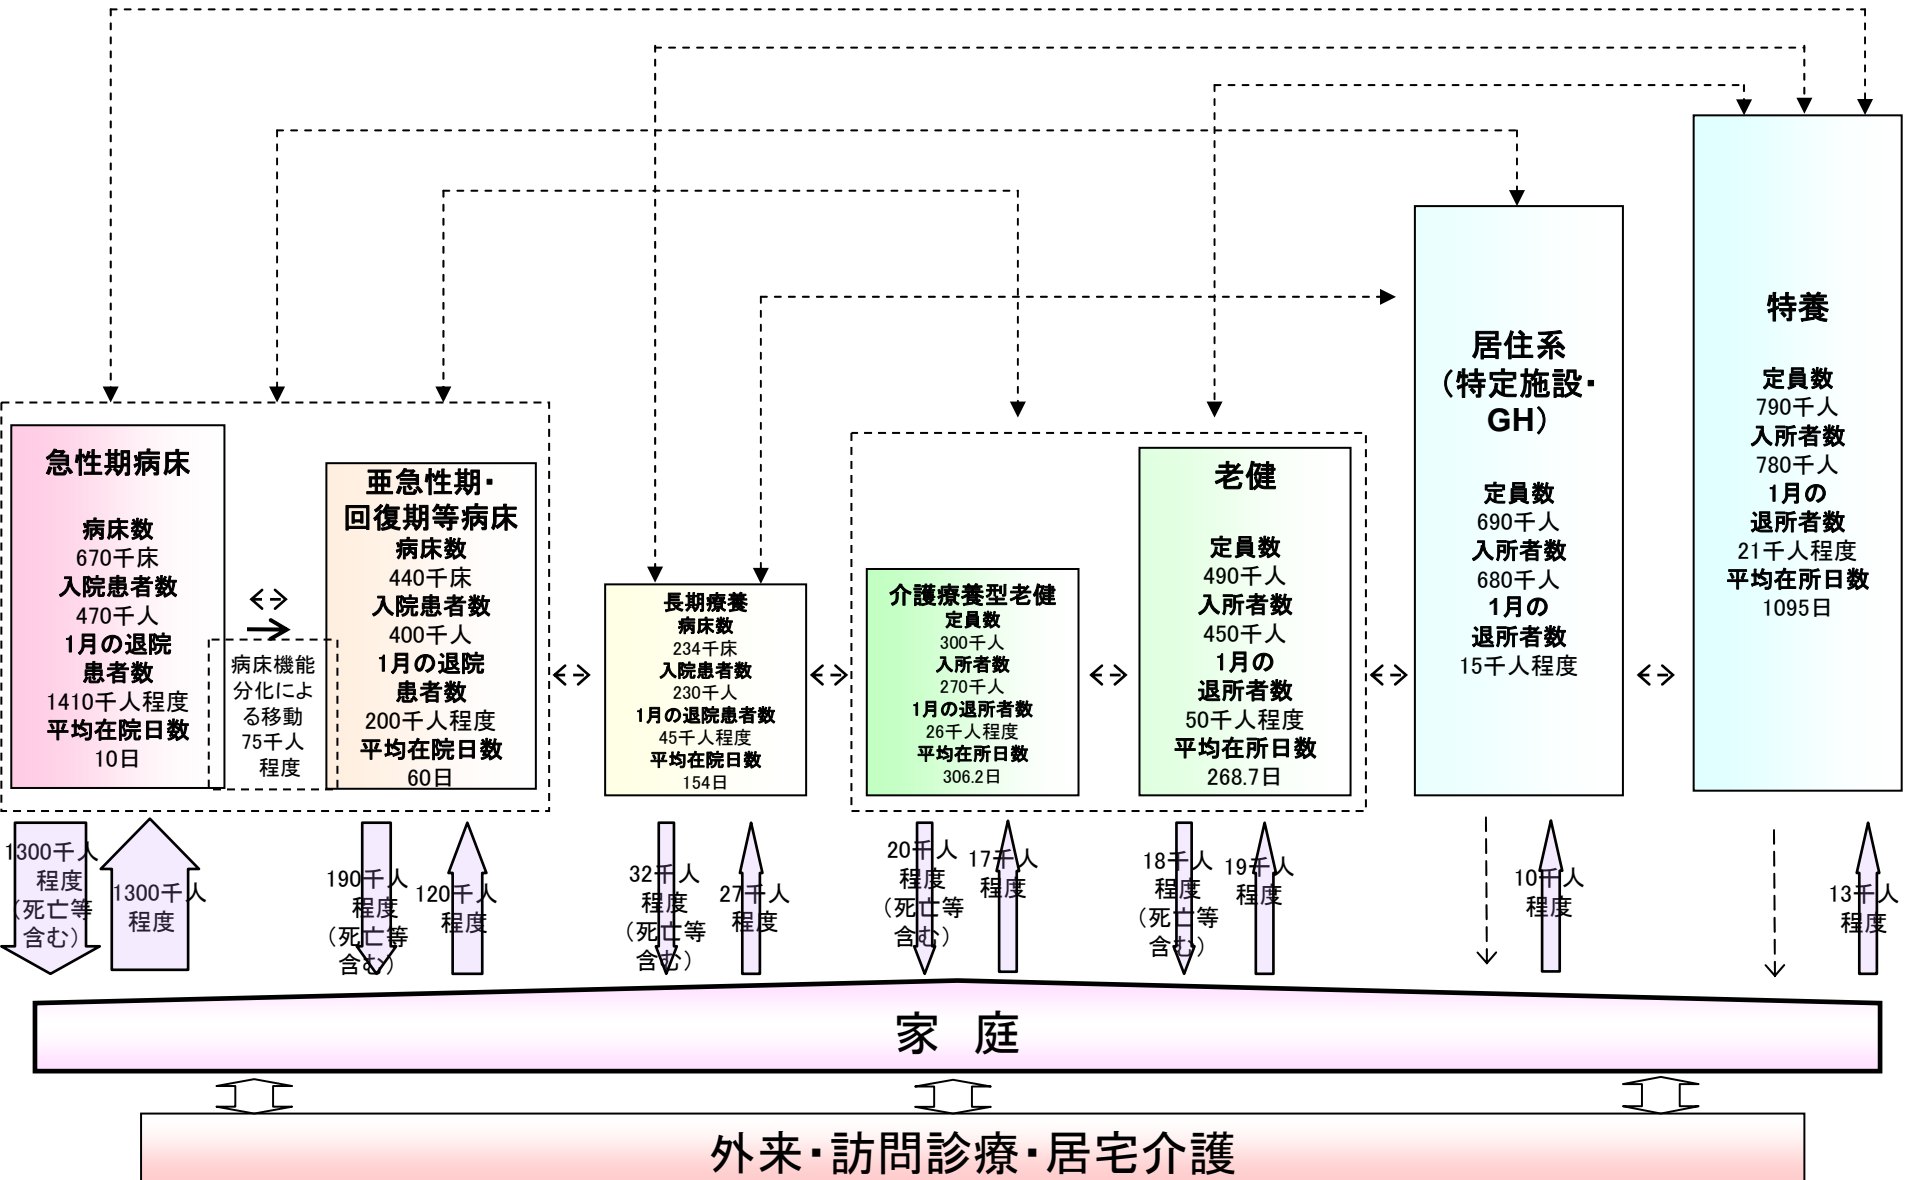 急性期病床
病床数
670千床
入院患者数
470千人
1月の退院
患者数
1410千人程度
平均在院日数
10日
病床機能
分化によ
る移動
75千人
程度
亜急性期・
回復期等病床
病床数
440千床
入院患者数
400千人
1月の退院
患者数
200千人程度
平均在院日数
60日
長期療養
病床数
234千床
入院患者数
230千人
1月の退院患者数
45千人程度
平均在院日数
154日
介護療養型老健
定員数
300千人
入所者数
270千人
1月の退所者数
26千人程度
平均在所日数
306.2日
老健
定員数
490千人
入所者数
450千人
1月の
退所者数
50千人程度
平均在所日数
268.7日
居住系
（特定施設・
GH）
定員数
690千人
入所者数
680千人
1月の
退所者数
15千人程度
特養
定員数
790千人
入所者数
780千人
1月の
退所者数
21千人程度
平均在所日数
1095日
1300千人
程度
（死亡等
含む）
1300千人
程度
190千人
程度
（死亡等
含む）
120千人
程度
32千人
程度
（死亡等
含む）
27千人
程度
20千人
程度
（死亡等
含む）
17千人
程度
18千人
程度
（死亡等
含む）
19千人
程度
10千人
程度
13千人
程度
家 庭
外来・訪問診療・居宅介護